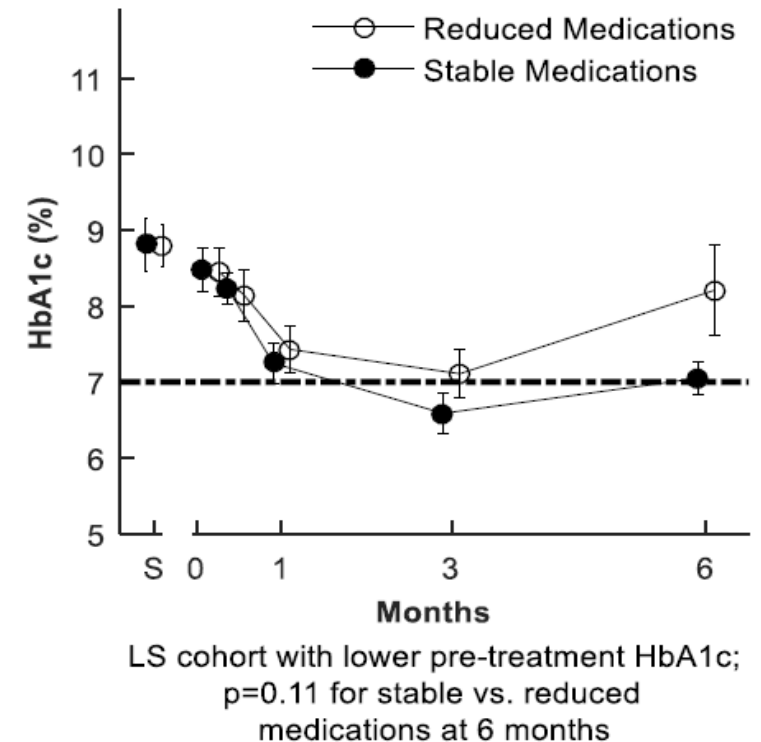 Reduced Medications
Stable Medications
11
10
9
8
7
6
5
HbA1c (%)
S 0 1 3 6
Months
LS cohort with lower pre-treatment HbA1c;
p=0.11 for stable vs. reduced
medications at 6 months